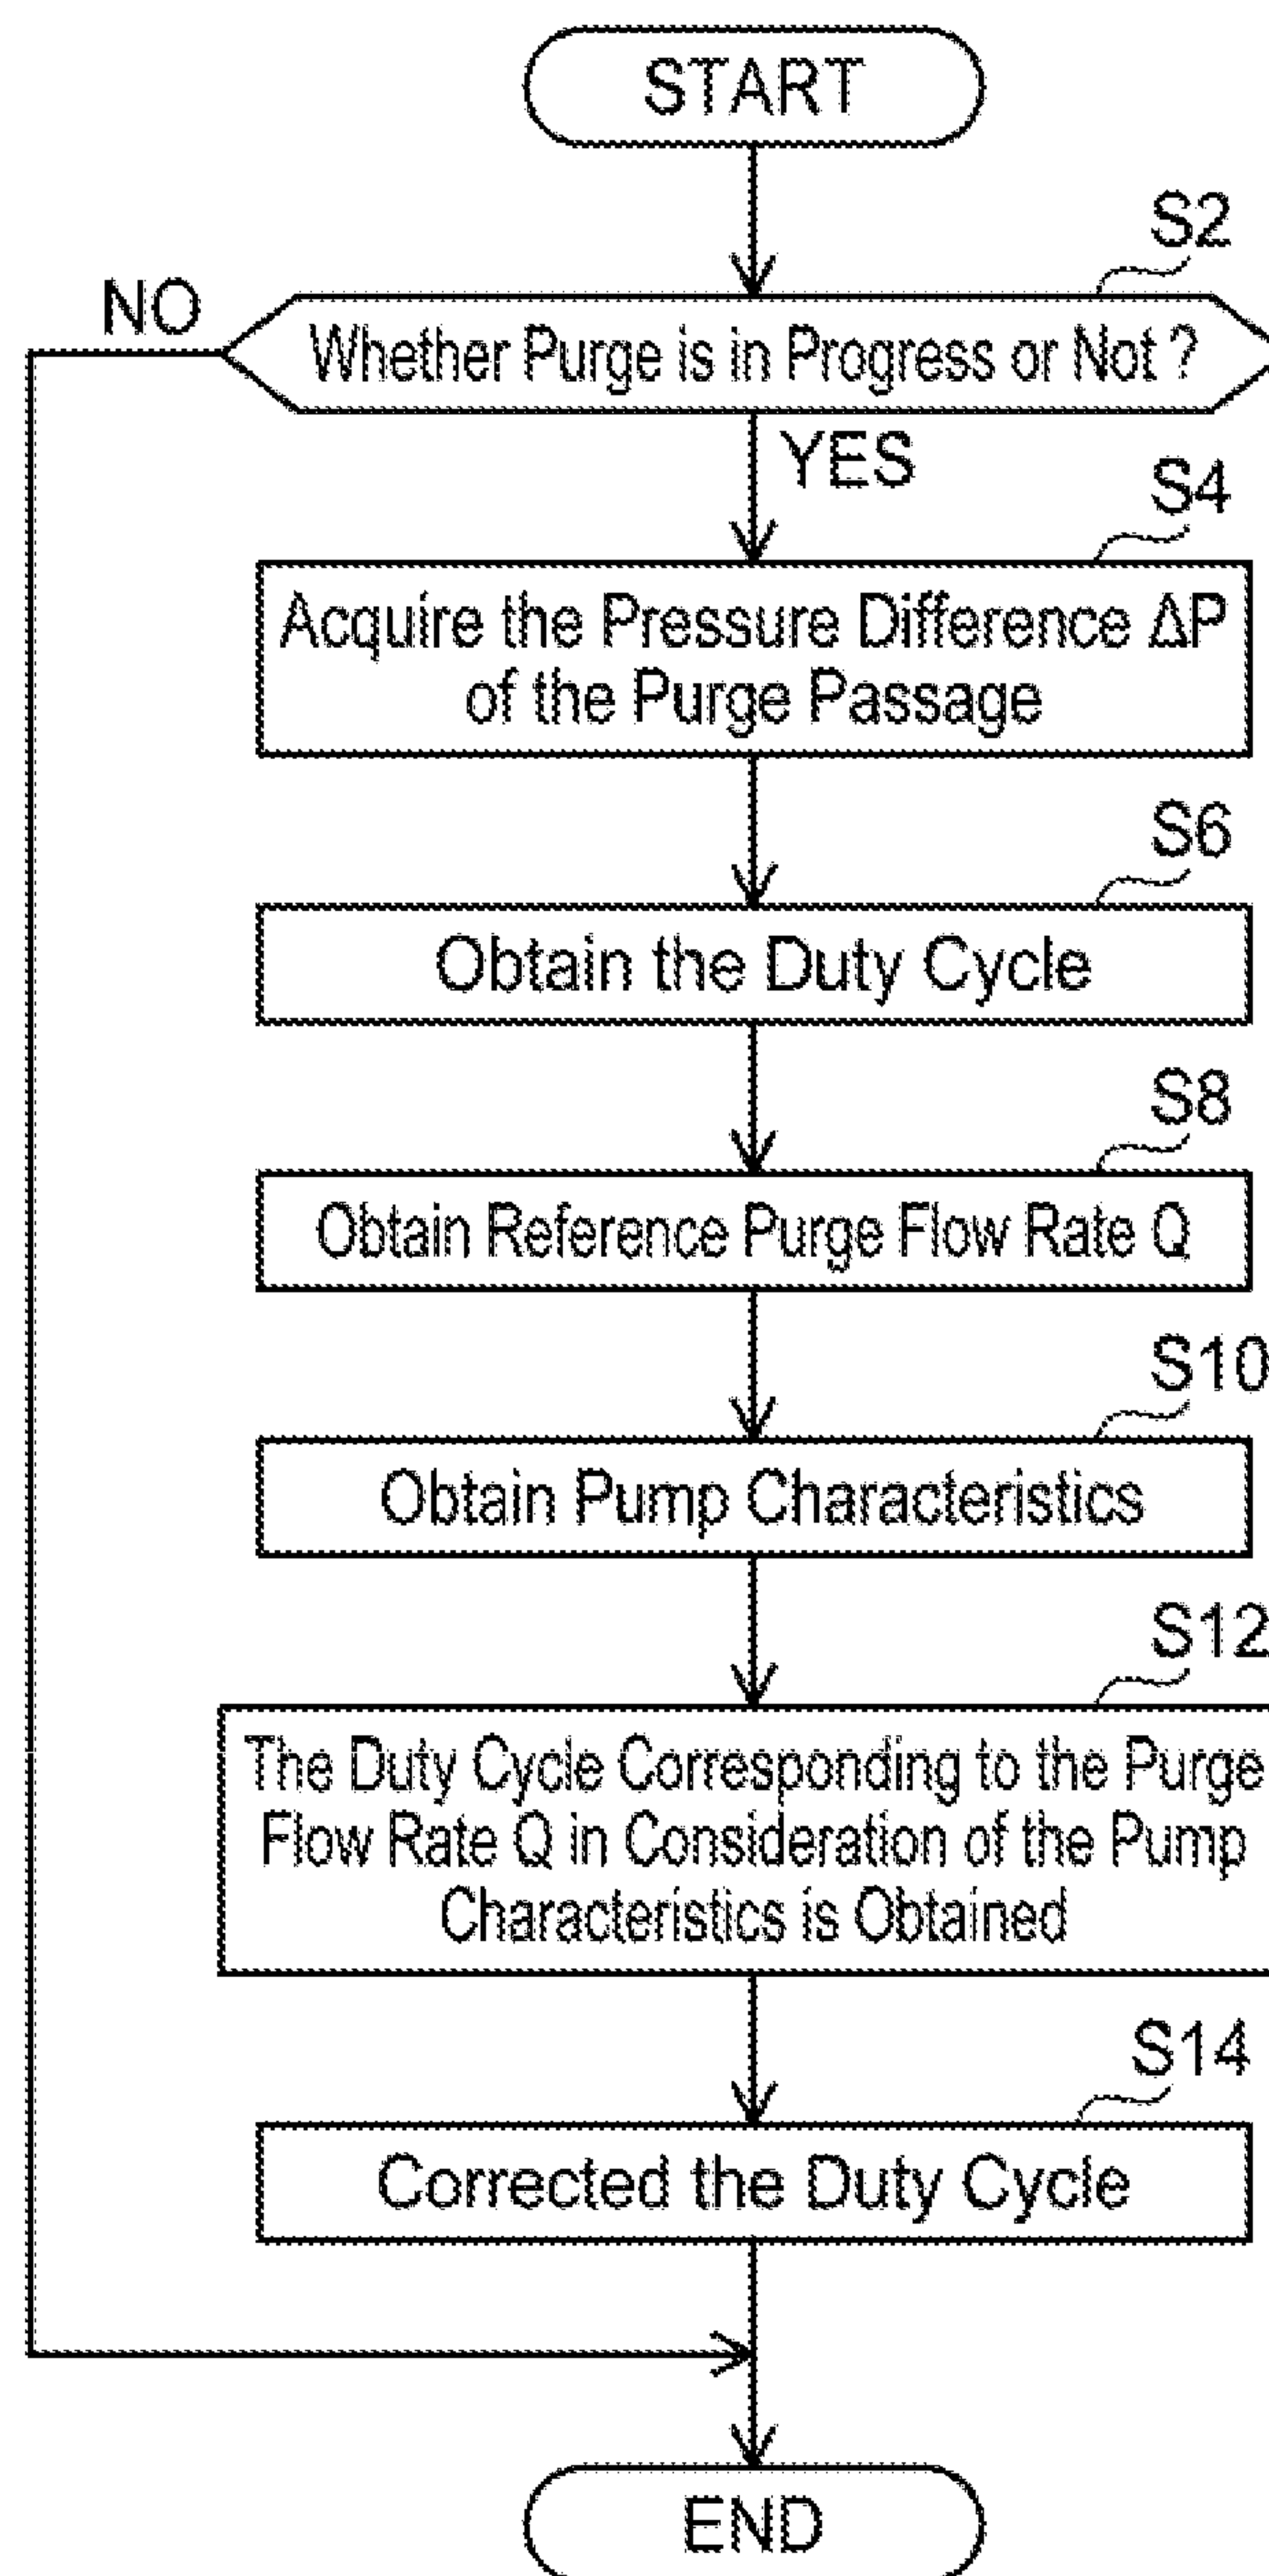 START
S2
NO
Whether Purge is in Progress or Not ?
YES
S4
Acquire the Pressure Difference ΔP
of the Purge Passage
S6
Obtain the Duty Cycle
S8
Obtain Reference Purge Flow Rate Q
S10
Obtain Pump Characteristics
S12
The Duty Cycle Corresponding to the Purge
Flow Rate Q in Consideration of the Pump
Characteristics is Obtained
S14
Corrected the Duty Cycle
END